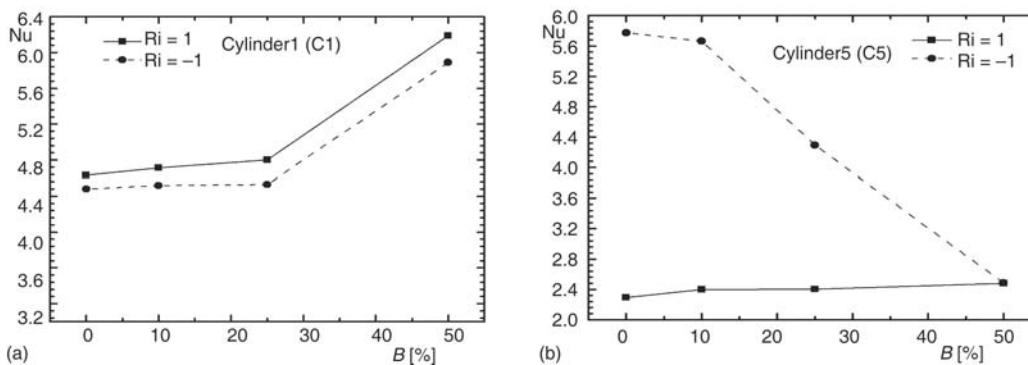 6.4
Nu
6.0
5.6
5.2
4.8
4.4
4.0
3.6
3.2
Ri = 1
Ri = –1
Cylinder1 (C1)
0
10
20
30
40
50
B [%]
(a)
6.0
Nu
5.6
5.2
4.8
4.4
4.0
3.6
3.2
2.8
2.4
2.0
Cylinder5 (C5)
Ri = 1
Ri = –1
0
10
20
30
40
50
B [%]
(b)